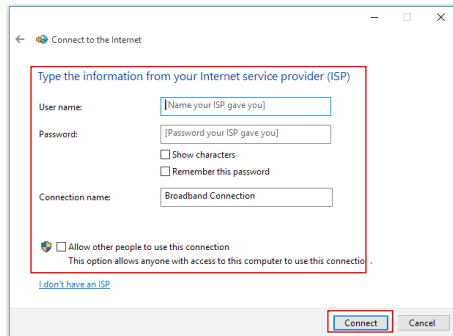 Connect to the Internet
Type the information from your Internet service provider (ISP)
User name: [Name your ISP gave you]
Password: [Password your ISP gave you]
Show characters
Remember this password
Connection name: Broadband Connection
Allow other people to use this connection
This option allows anyone with access to this computer to use this connection.
I don't have an ISP
Connect Cancel